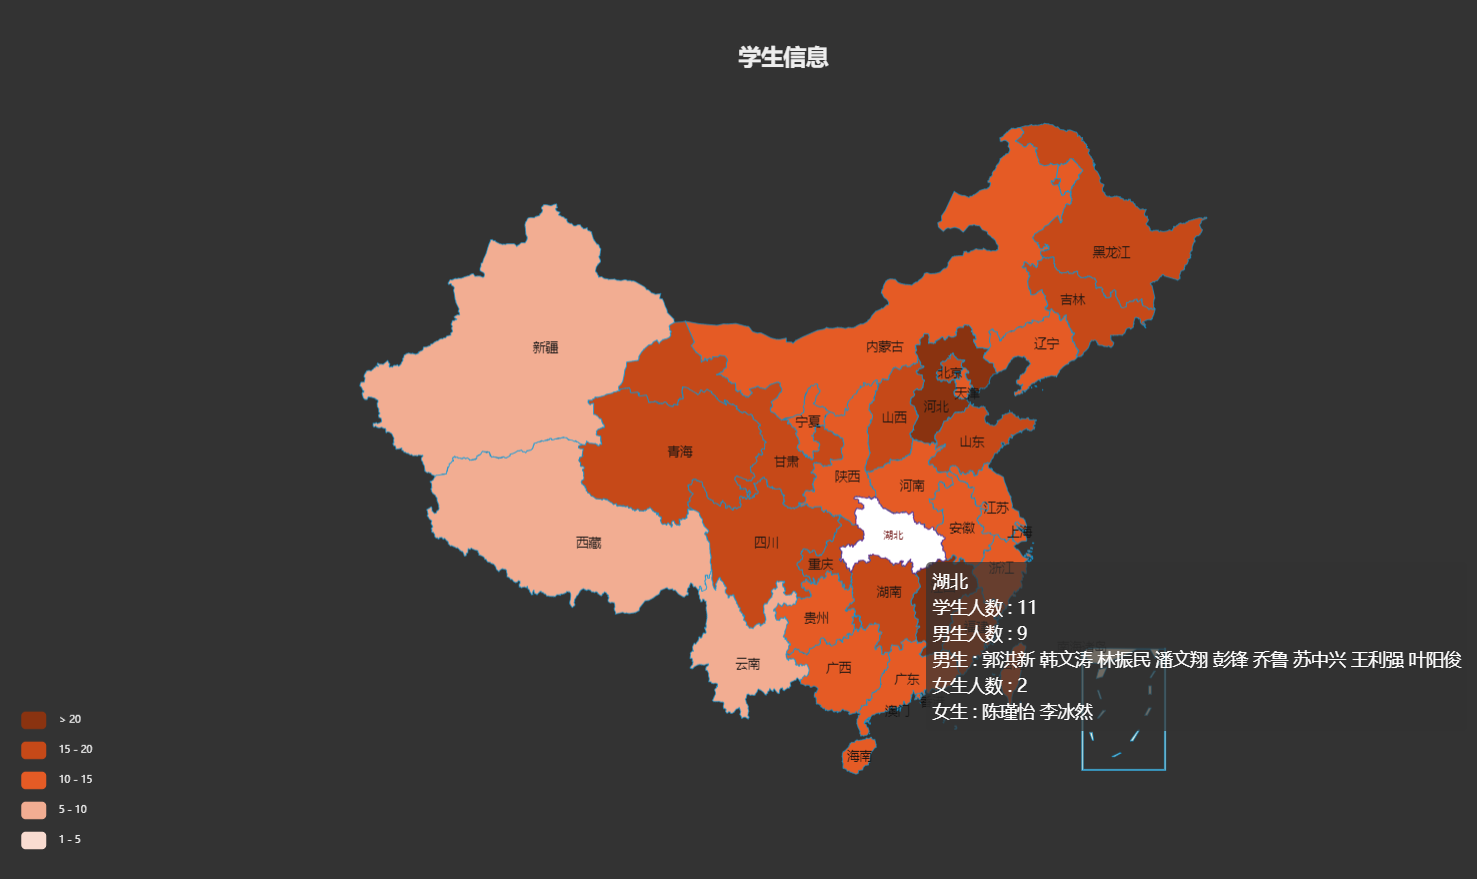 学生信息
黑龙江
吉林
新疆
辽宁
内蒙古
北京
天津
河北
山西
宁夏
山东
青海
甘肃
陕西
河南
江苏
安徽
上海
湖北
西藏
四川
重庆
浙江
湖南
贵州
云南
广西
广东
澳门
海南
湖北
学生人数 : 11
男生人数 : 9
男生 : 郭洪新 韩文涛 林振民 潘文翔 彭锋 乔鲁 苏中兴 王利强 叶阳俊
女生人数 : 2
女生 : 陈瑾怡 李冰然
> 20
15 - 20
10 - 15
5 - 10
1 - 5